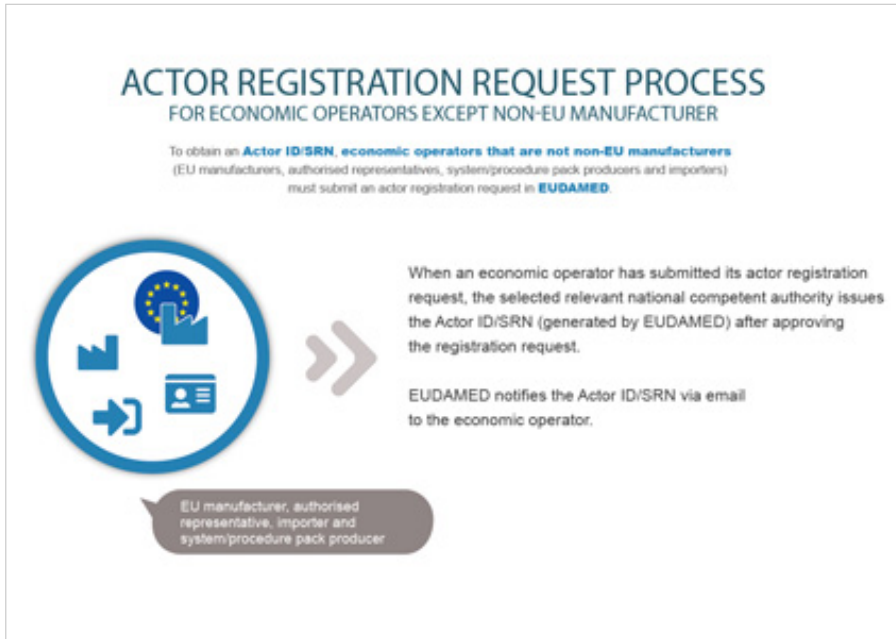 ACTOR REGISTRATION REQUEST PROCESS
FOR ECONOMIC OPERATORS EXCEPT NON-EU MANUFACTURER
To obtain an Actor ID/SRN, economic operators that are not non-EU manufacturers
(EU manufacturers, authorised representatives, system/procedure pack producers and importers)
must submit an actor registration request in EUDAMED.
When an economic operator has submitted its actor registration
request, the selected relevant national competent authority issues
the Actor ID/SRN (generated by EUDAMED) after approving
the registration request.
EUDAMED notifies the Actor ID/SRN via email
to the economic operator.
EU manufacturer, authorised
representative, importer and
system/procedure pack producer